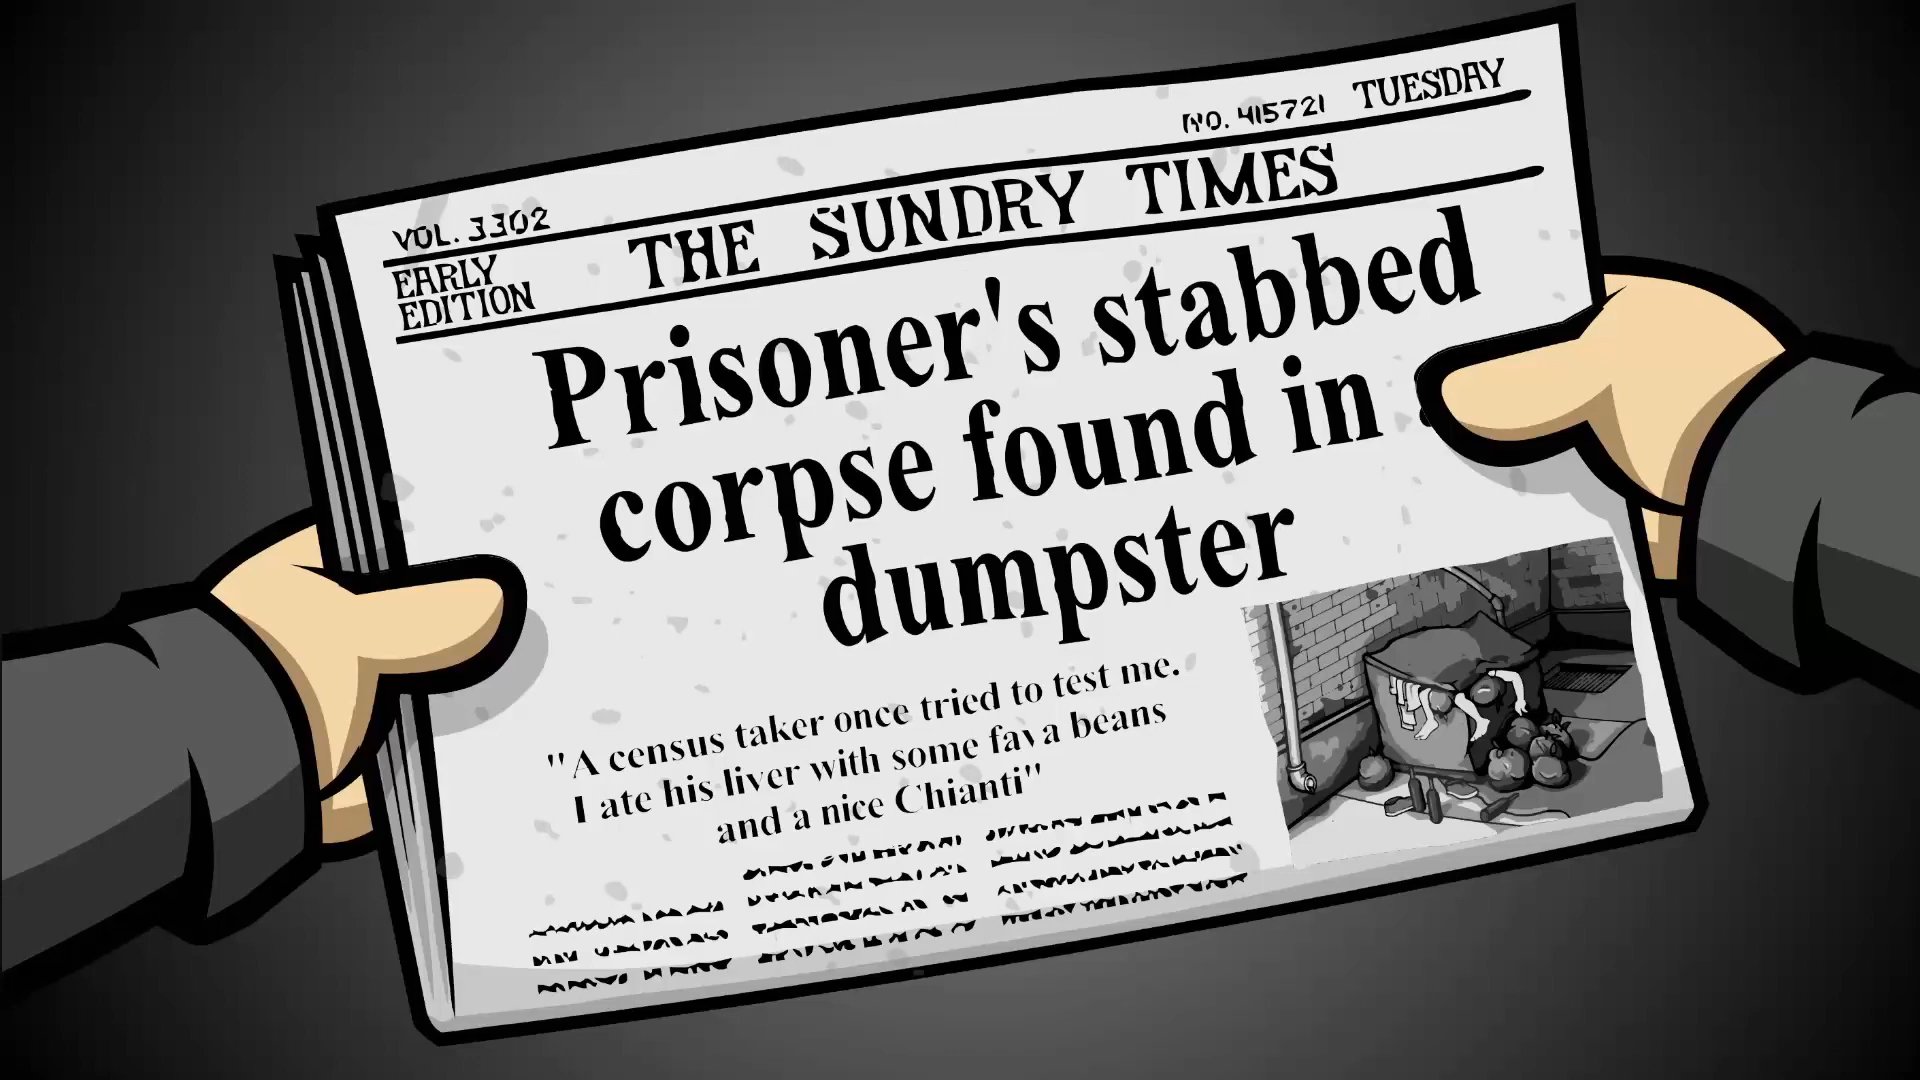 NO. 415721 TUESDAY
VOL. 3302
EARLY
EDITION
THE SUNDRY TIMES
Prisoner's stabbed
corpse found in
dumpster
"A census taker once tried to test me.
I ate his liver with some fava beans
and a nice Chianti"